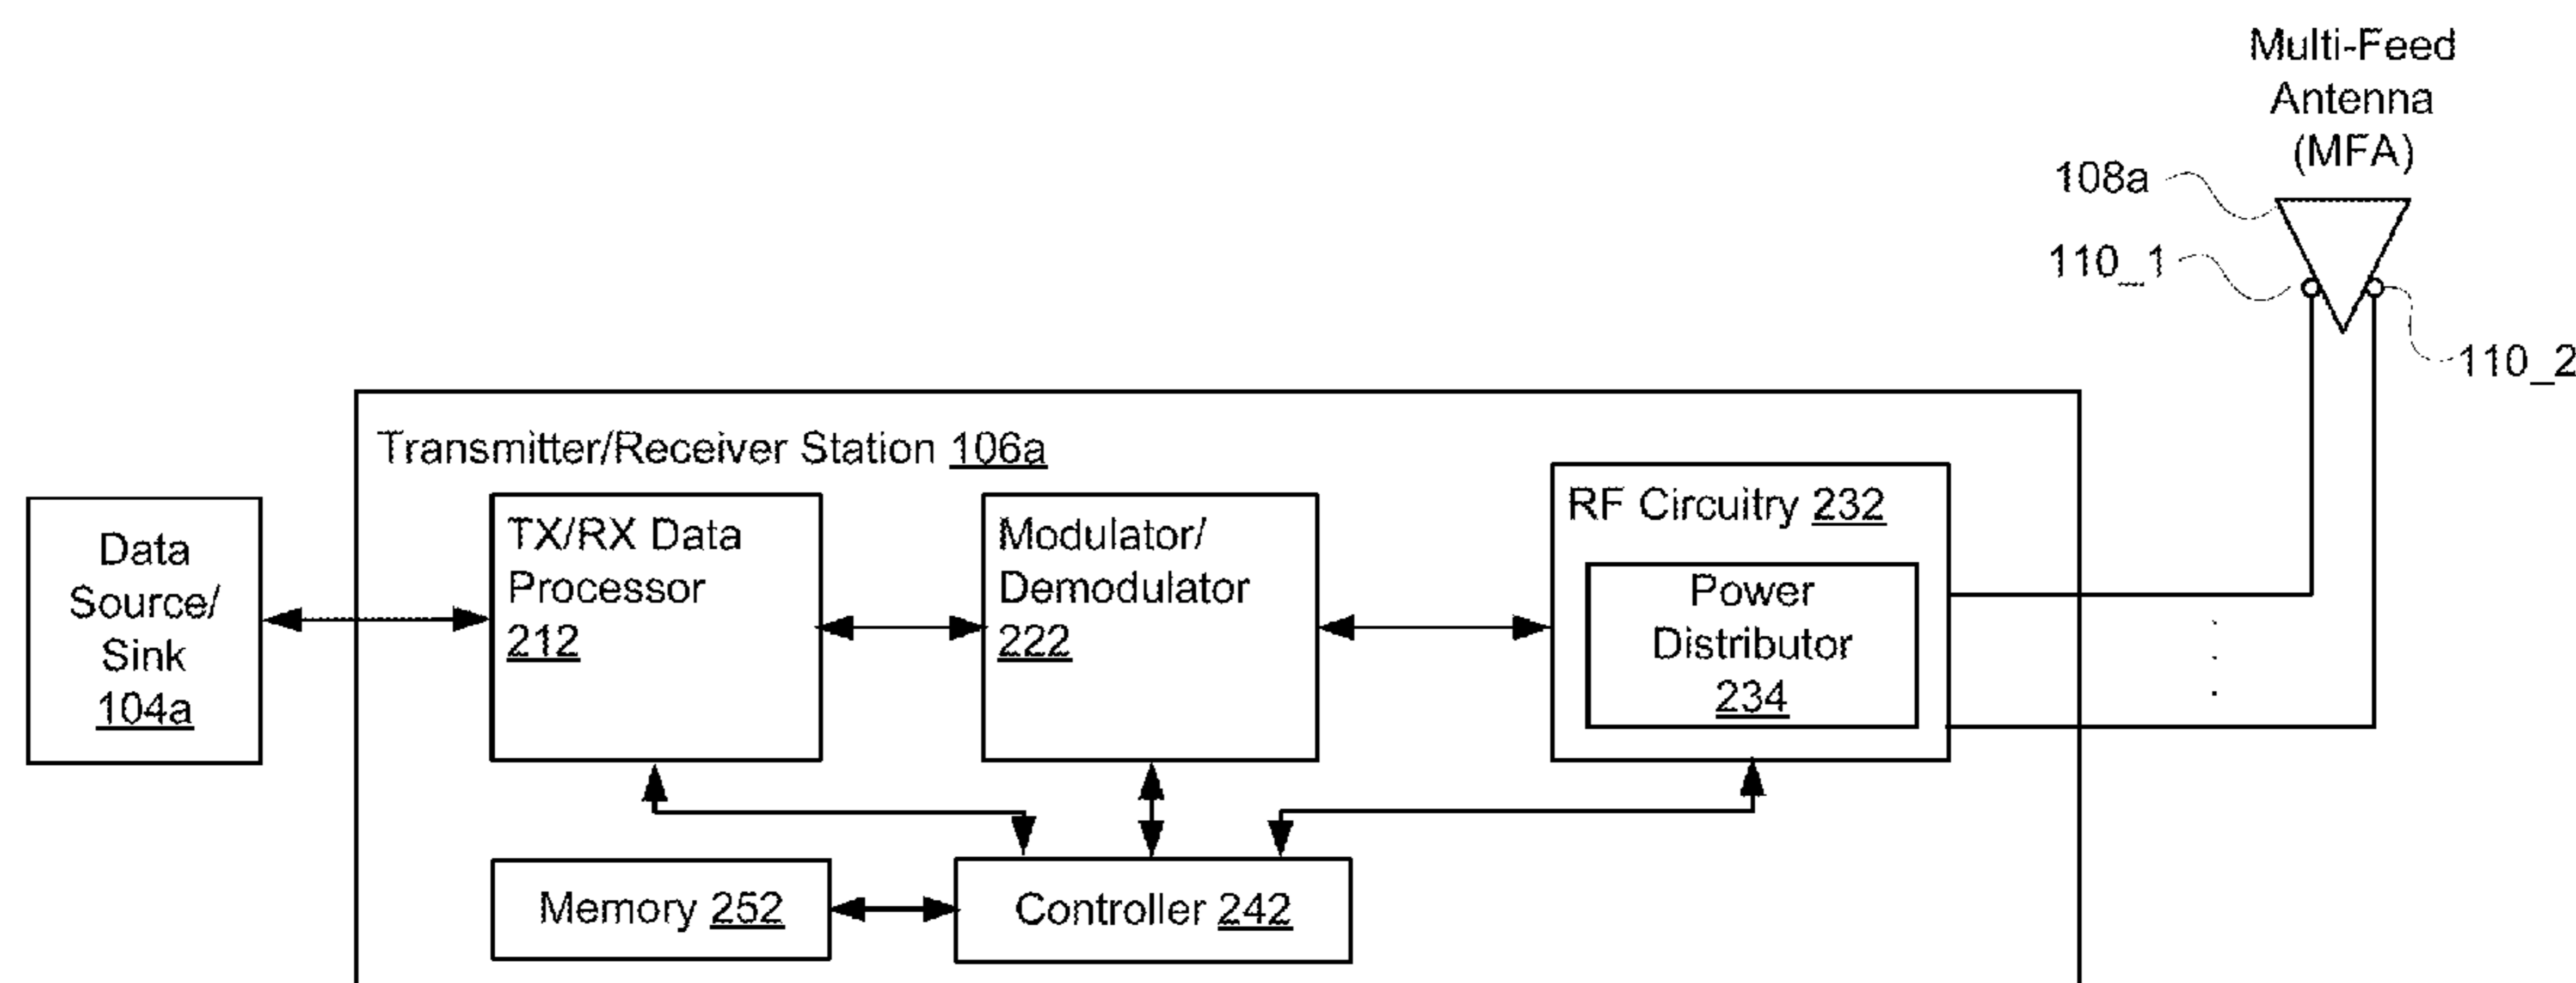 Multi-Feed
Antenna
(MFA)
108a
110_1
110_2
Transmitter/Receiver Station 106a
Data
Source/
Sink
104a
TX/RX Data
Processor
212
Modulator/
Demodulator
222
RF Circuitry 232
Power
Distributor
234
Memory 252
Controller 242